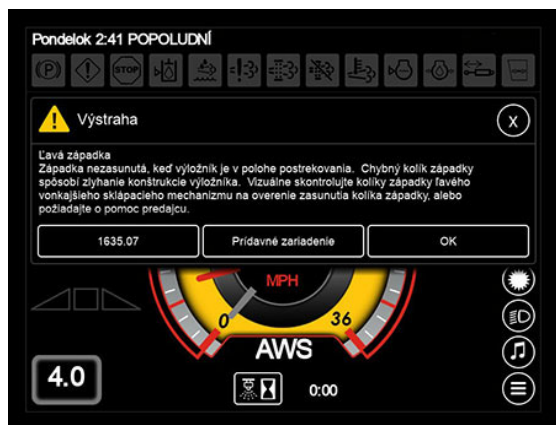 Pondelok 2:41 POPOLUDNÍ
(P)
STOP
Výstraha
X
Ľavá západka
Západka nezasunutá, keď výložník je v polohe postrekovania. Chybný kolík západky
spôsobí zlyhanie konštrukcie výložníka. Vizuálne skontrolujte kolíky západky ľavého
vonkajšieho sklápacieho mechanizmu na overenie zasunutia kolíka západky, alebo
požiadajte o pomoc predajcu.
1635.07 Prídavné zariadenie OK
MPH
0 36
AWS
4.0 0:00